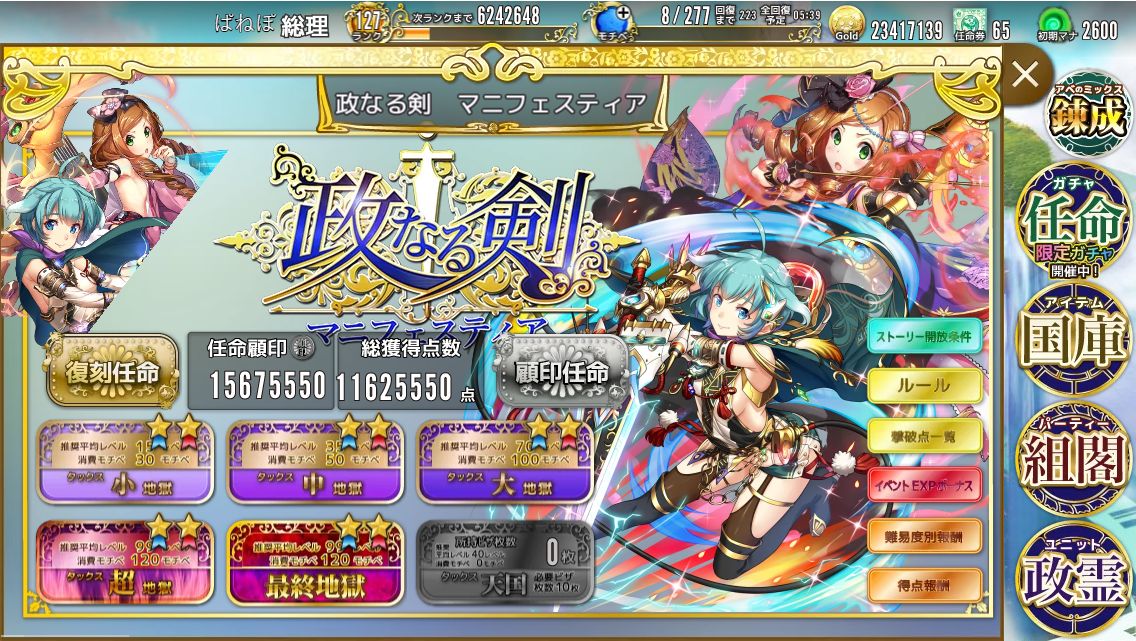 ぱねぽ 総理
127
ランク
次ランクまで 6242648
モチベ
8/277
回復まで 223
全回復予定 05:39
Gold 23417139
任命券 65
初期マナ 2600
政なる剣 マニフェスティア
政なる剣
マニフェスティア
復刻任命
任命顧印
15675550
総獲得点数
11625550 点
顧印任命
推奨平均レベル
消費モチベ 30 モチベ
タックス 小 地獄
推奨平均レベル
消費モチベ 50 モチベ
タックス 中 地獄
推奨平均レベル
消費モチベ 100 モチベ
タックス 大 地獄
推奨平均レベル
消費モチベ 120 モチベ
タックス 超 地獄
推奨平均レベル
消費モチベ 120 モチベ
最終地獄
所持ビザ枚数 0 枚
推奨平均レベル 40レベル
消費モチベ 0モチベ
タックス 天国 必要ビザ枚数10枚
ストーリー開放条件
ルール
撃破点一覧
イベントEXPボーナス
難易度別報酬
得点報酬
アベのミックス
錬成
ガチャ
任命
限定ガチャ
開催中!
アイテム
国庫
パーティー
組閣
ユーニット
政霊